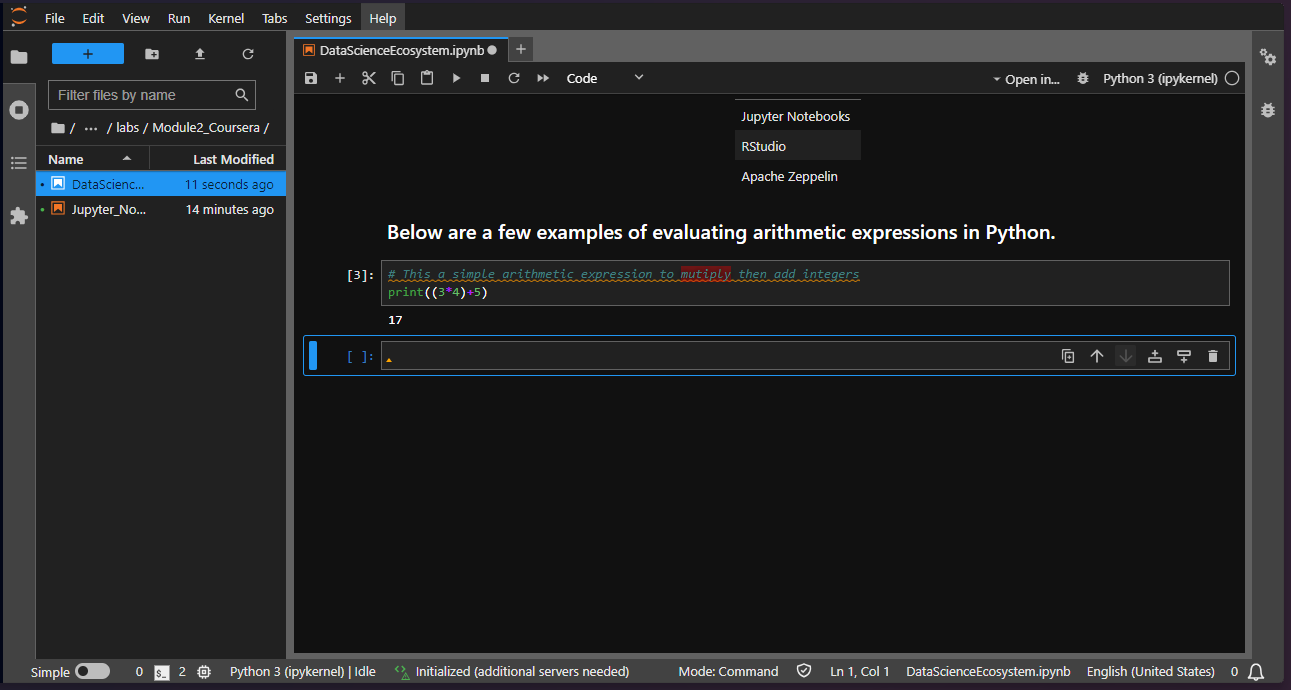 File Edit View Run Kernel Tabs Settings Help
+
Filter files by name
/ ... / labs / Module2_Coursera /
Name Last Modified
DataScienc... 11 seconds ago
Jupyter_No... 14 minutes ago
DataScienceEcosystem.ipynb
Code
Open in... Python 3 (ipykernel)
Jupyter Notebooks
RStudio
Apache Zeppelin
Below are a few examples of evaluating arithmetic expressions in Python.
[3]: # This a simple arithmetic expression to mutiply then add integers
print((3*4)+5)
17
[ ]:
Simple 0 $_ 2 Python 3 (ipykernel) | Idle Initialized (additional servers needed) Mode: Command Ln 1, Col 1 DataScienceEcosystem.ipynb English (United States) 0